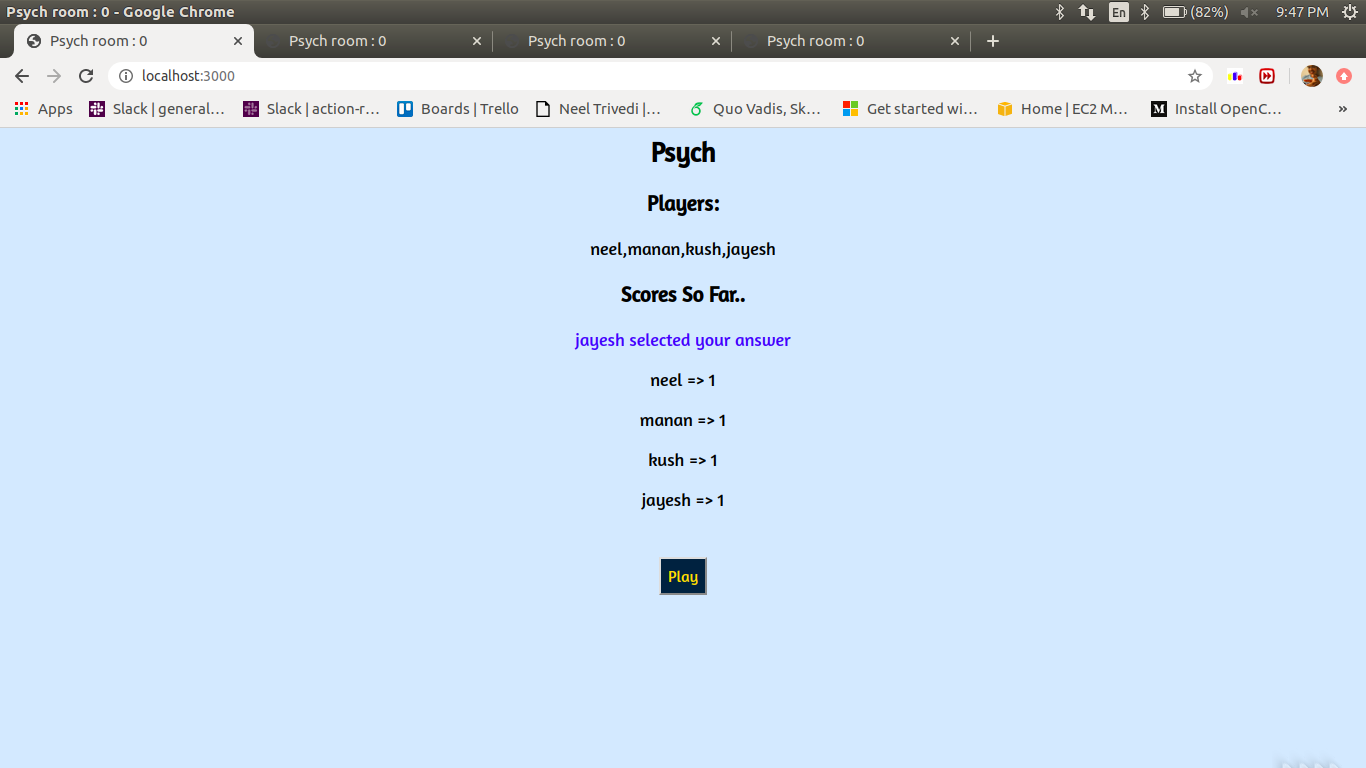 Psych room : 0 - Google Chrome
En
(82%)
9:47 PM
Psych room : 0
Psych room : 0
Psych room : 0
Psych room : 0
localhost:3000
Apps
Slack | general...
Slack | action-r...
Boards | Trello
Neel Trivedi |...
Quo Vadis, Sk...
Get started wi...
Home | EC2 M...
M
Install OpenC...
»
Psych
Players:
neel,manan,kush,jayesh
Scores So Far..
jayesh selected your answer
neel => 1
manan => 1
kush => 1
jayesh => 1
Play